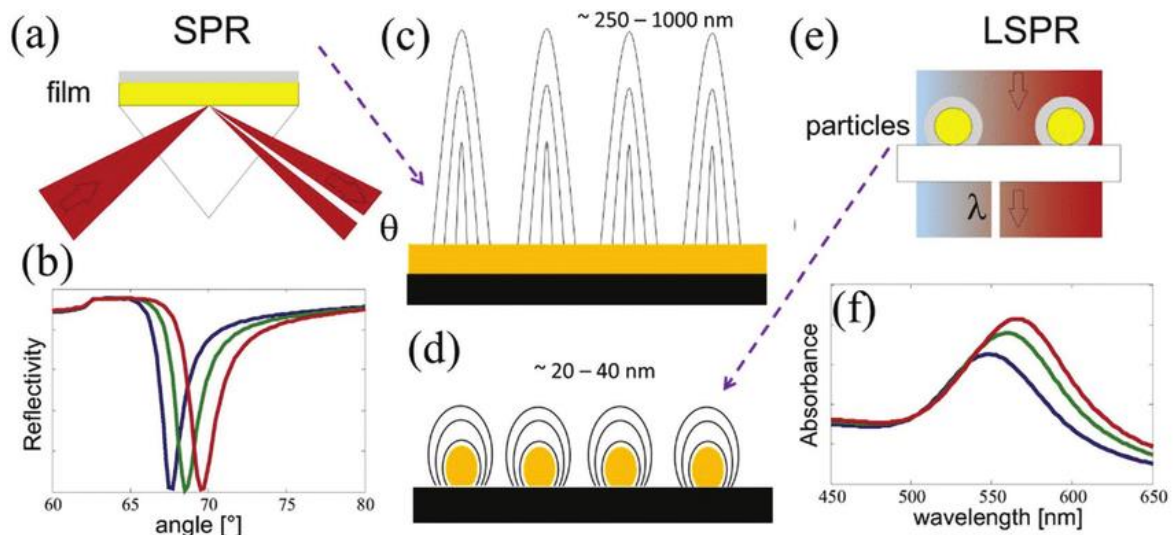 (a)
SPR
film
θ
(b)
Reflectivity
60
65
70
75
80
angle [°]
(c)
~ 250 – 1000 nm
(d)
~ 20 – 40 nm
(e)
LSPR
particles
λ
(f)
Absorbance
450
500
550
600
650
wavelength [nm]